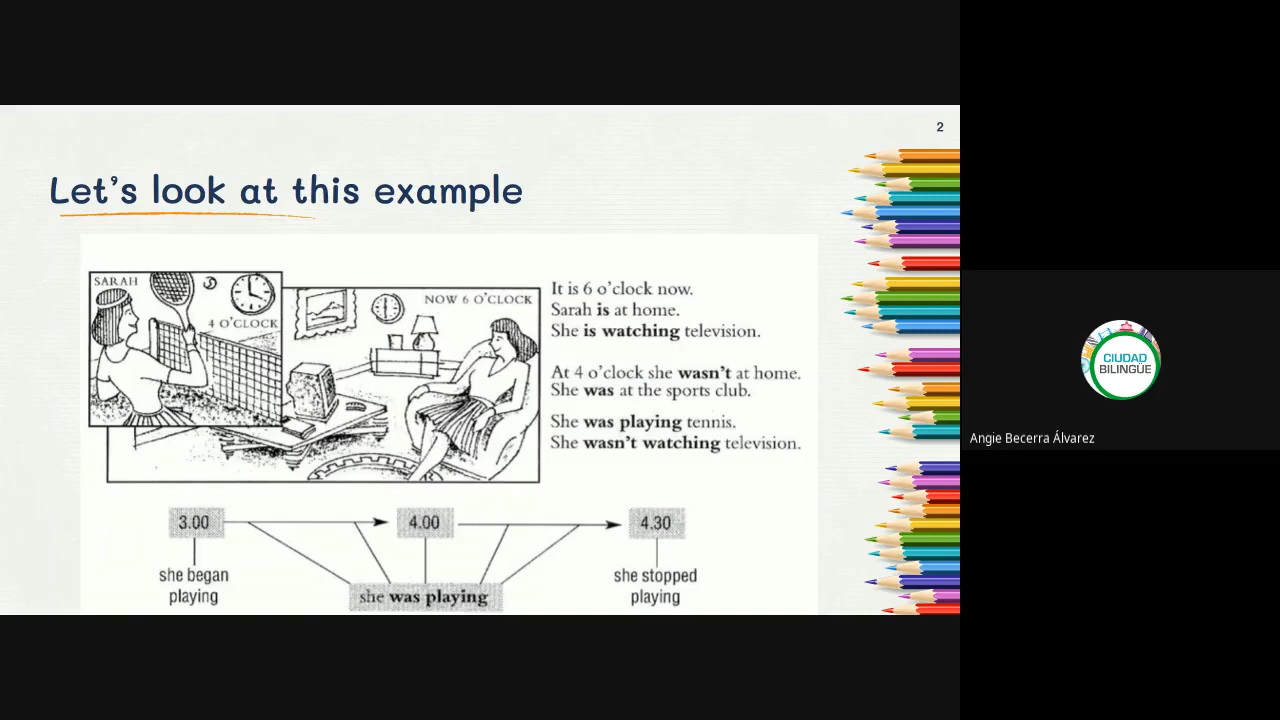 2
Let's look at this example
SARAH
4 O'CLOCK
NOW 6 O'CLOCK
It is 6 o'clock now.
Sarah is at home.
She is watching television.
At 4 o'clock she wasn't at home.
She was at the sports club.
She was playing tennis.
She wasn't watching television.
3.00
4.00
4.30
she began
playing
she was playing
she stopped
playing
CIUDAD
BILINGÜE
Angie Becerra Álvarez